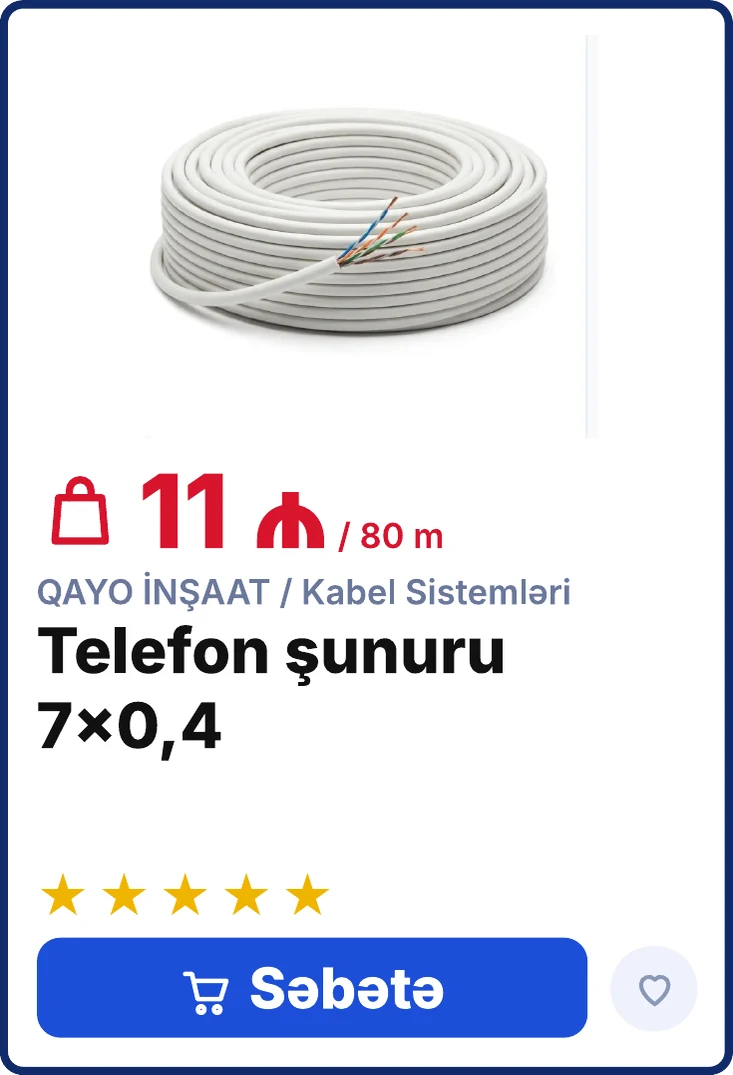 11 ₼ / 80 m
QAYO İNŞAAT / Kabel Sistemləri
Telefon şunuru
7×0,4
Səbətə